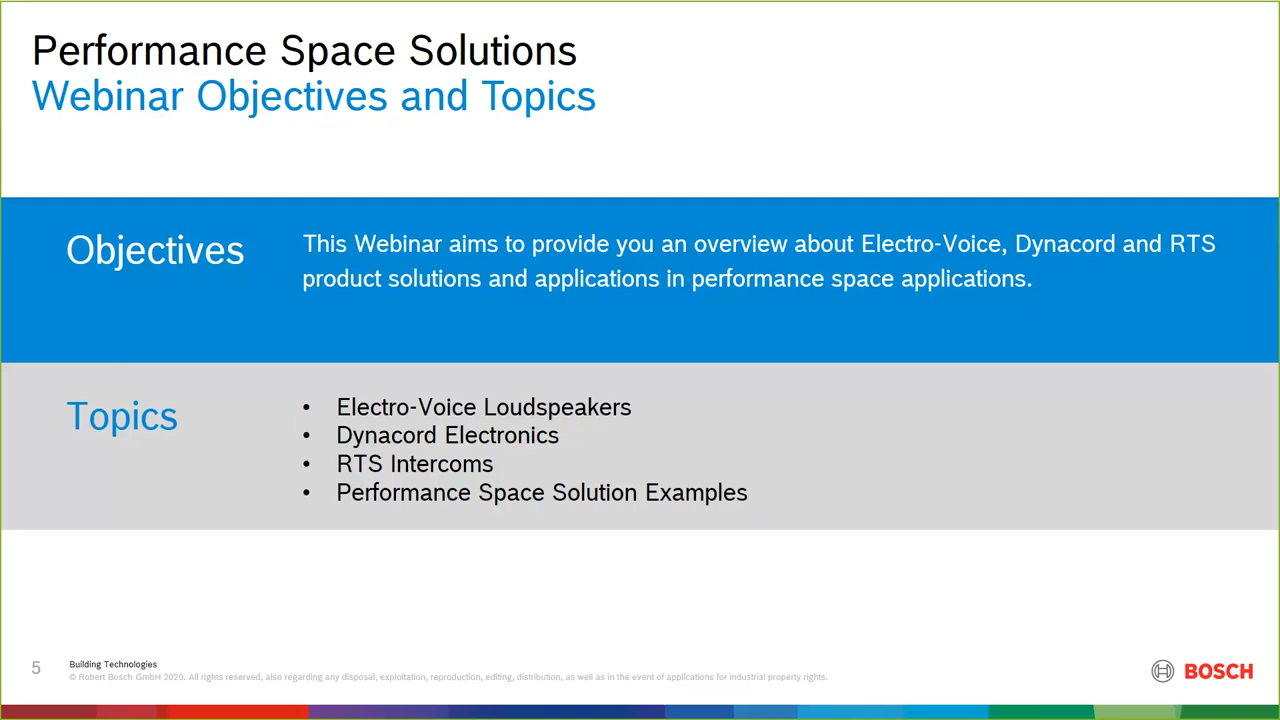 Performance Space Solutions
Webinar Objectives and Topics
Objectives
This Webinar aims to provide you an overview about Electro-Voice, Dynacord and RTS
product solutions and applications in performance space applications.
Topics
• Electro-Voice Loudspeakers
• Dynacord Electronics
• RTS Intercoms
• Performance Space Solution Examples
5
Building Technologies
© Robert Bosch GmbH 2020. All rights reserved, also regarding any disposal, exploitation, reproduction, editing, distribution, as well as in the event of applications for industrial property rights.
BOSCH